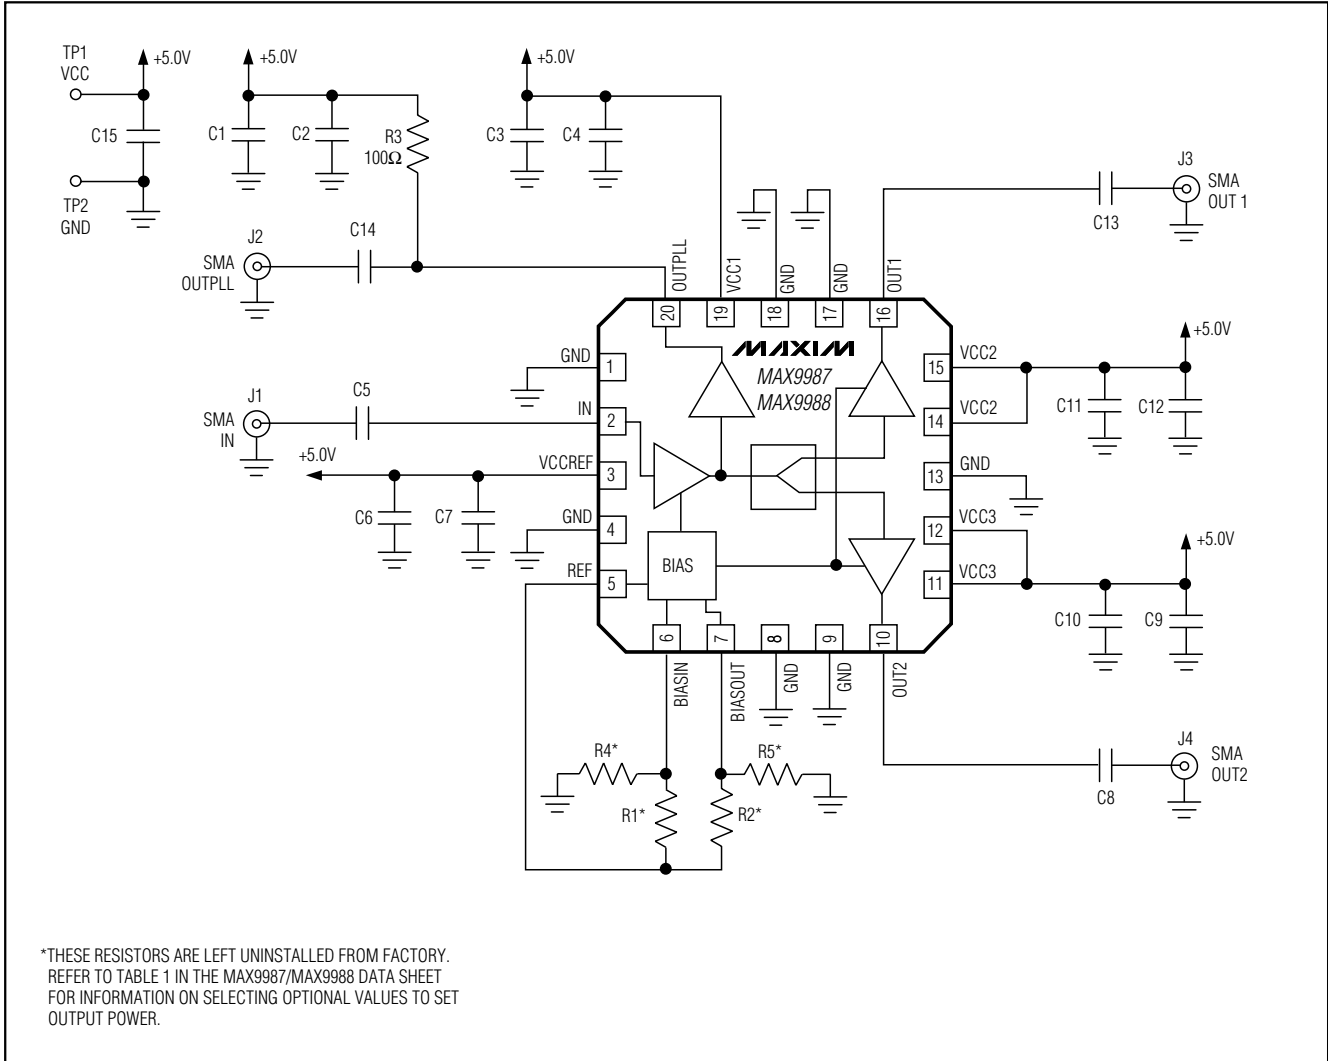 TP1
VCC
+5.0V
+5.0V
+5.0V
C15
C1
C2
R3
100Ω
C3
C4
TP2
GND
J3
SMA
OUT 1
C13
J2
SMA
OUTPLL
C14
OUTPLL
VCC1
GND
GND
OUT1
20
19
18
17
16
MAXIM
MAX9987
MAX9988
GND
1
15
VCC2
+5.0V
J1
SMA
IN
C5
IN
2
14
VCC2
C11
C12
+5.0V
VCCREF
3
13
GND
C6
C7
GND
4
12
VCC3
+5.0V
REF
5
BIAS
11
VCC3
C10
C9
6
7
8
9
10
BIASIN
BIASOUT
GND
GND
OUT2
R4*
R5*
R1*
R2*
J4
SMA
OUT2
C8
*THESE RESISTORS ARE LEFT UNINSTALLED FROM FACTORY.
REFER TO TABLE 1 IN THE MAX9987/MAX9988 DATA SHEET
FOR INFORMATION ON SELECTING OPTIONAL VALUES TO SET
OUTPUT POWER.